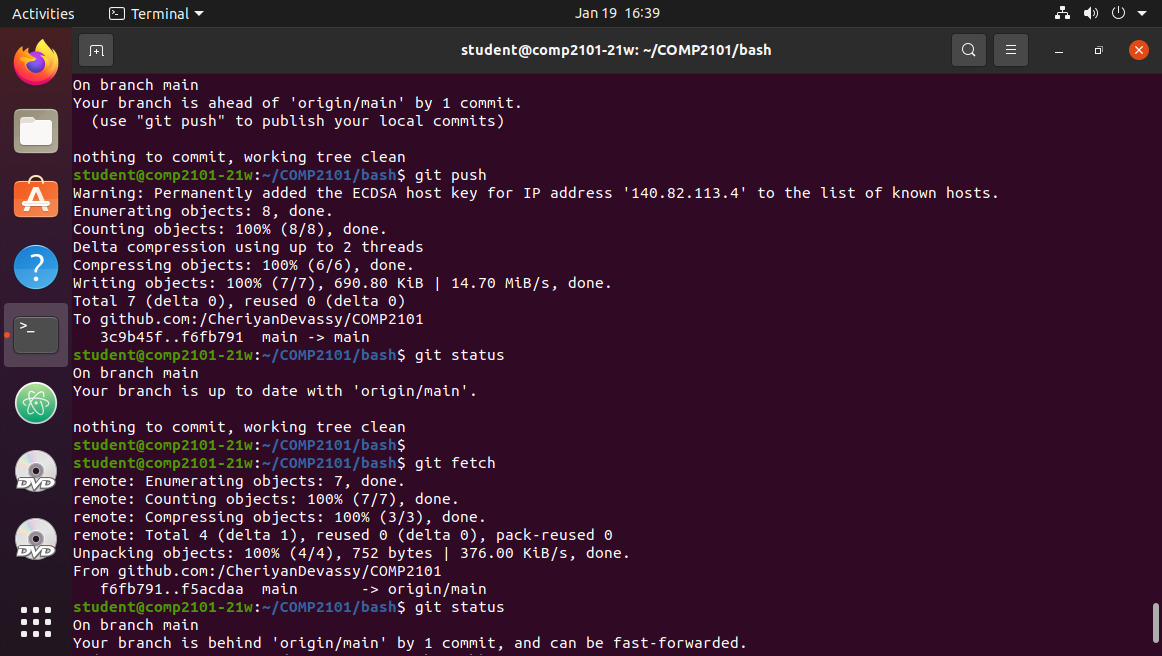 Activities Terminal Jan 19 16:39
student@comp2101-21w: ~/COMP2101/bash
On branch main
Your branch is ahead of 'origin/main' by 1 commit.
  (use "git push" to publish your local commits)
nothing to commit, working tree clean
student@comp2101-21w:~/COMP2101/bash$ git push
Warning: Permanently added the ECDSA host key for IP address '140.82.113.4' to the list of known hosts.
Enumerating objects: 8, done.
Counting objects: 100% (8/8), done.
Delta compression using up to 2 threads
Compressing objects: 100% (6/6), done.
Writing objects: 100% (7/7), 690.80 KiB | 14.70 MiB/s, done.
Total 7 (delta 0), reused 0 (delta 0)
To github.com:/CheriyanDevassy/COMP2101
   3c9b45f..f6fb791  main -> main
student@comp2101-21w:~/COMP2101/bash$ git status
On branch main
Your branch is up to date with 'origin/main'.
nothing to commit, working tree clean
student@comp2101-21w:~/COMP2101/bash$
student@comp2101-21w:~/COMP2101/bash$ git fetch
remote: Enumerating objects: 7, done.
remote: Counting objects: 100% (7/7), done.
remote: Compressing objects: 100% (3/3), done.
remote: Total 4 (delta 1), reused 0 (delta 0), pack-reused 0
Unpacking objects: 100% (4/4), 752 bytes | 376.00 KiB/s, done.
From github.com:/CheriyanDevassy/COMP2101
   f6fb791..f5acdaa  main       -> origin/main
student@comp2101-21w:~/COMP2101/bash$ git status
On branch main
Your branch is behind 'origin/main' by 1 commit, and can be fast-forwarded.
DVD
DVD